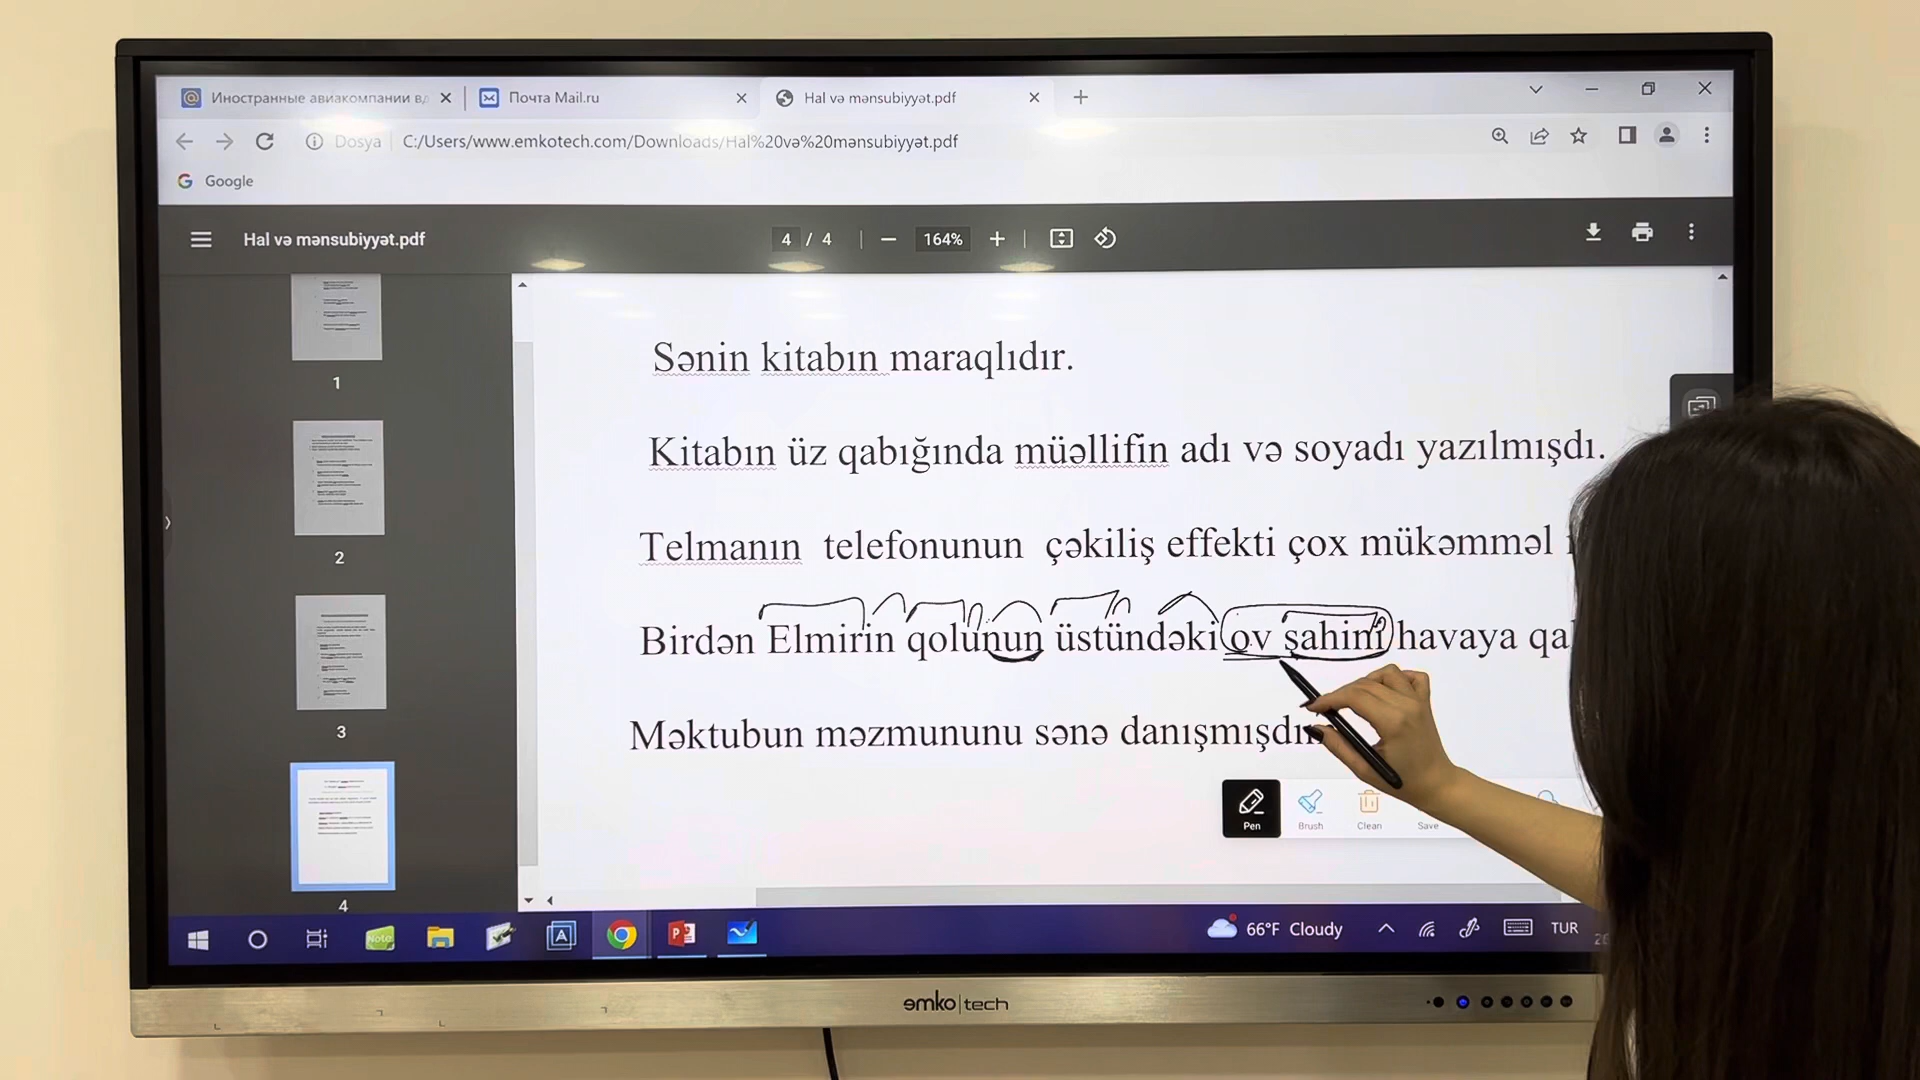 Иностранные авиакомпании вд
Почта Mail.ru
Hal və mənsubiyyət.pdf
Dosya
C:/Users/www.emkotech.com/Downloads/Hal%20və%20mənsubiyyət.pdf
Google
Hal və mənsubiyyət.pdf
4 / 4
164%
1
2
3
4
Sənin kitabın maraqlıdır.
Kitabın üz qabığında müəllifin adı və soyadı yazılmışdı.
Telmanın telefonunun çəkiliş effekti çox mükəmməl
Birdən Elmirin qolunun üstündəki ov şahini havaya
Məktubun məzmununu sənə
Pen
Brush
Clean
Save
Note
66°F Cloudy
TUR
emko|tech